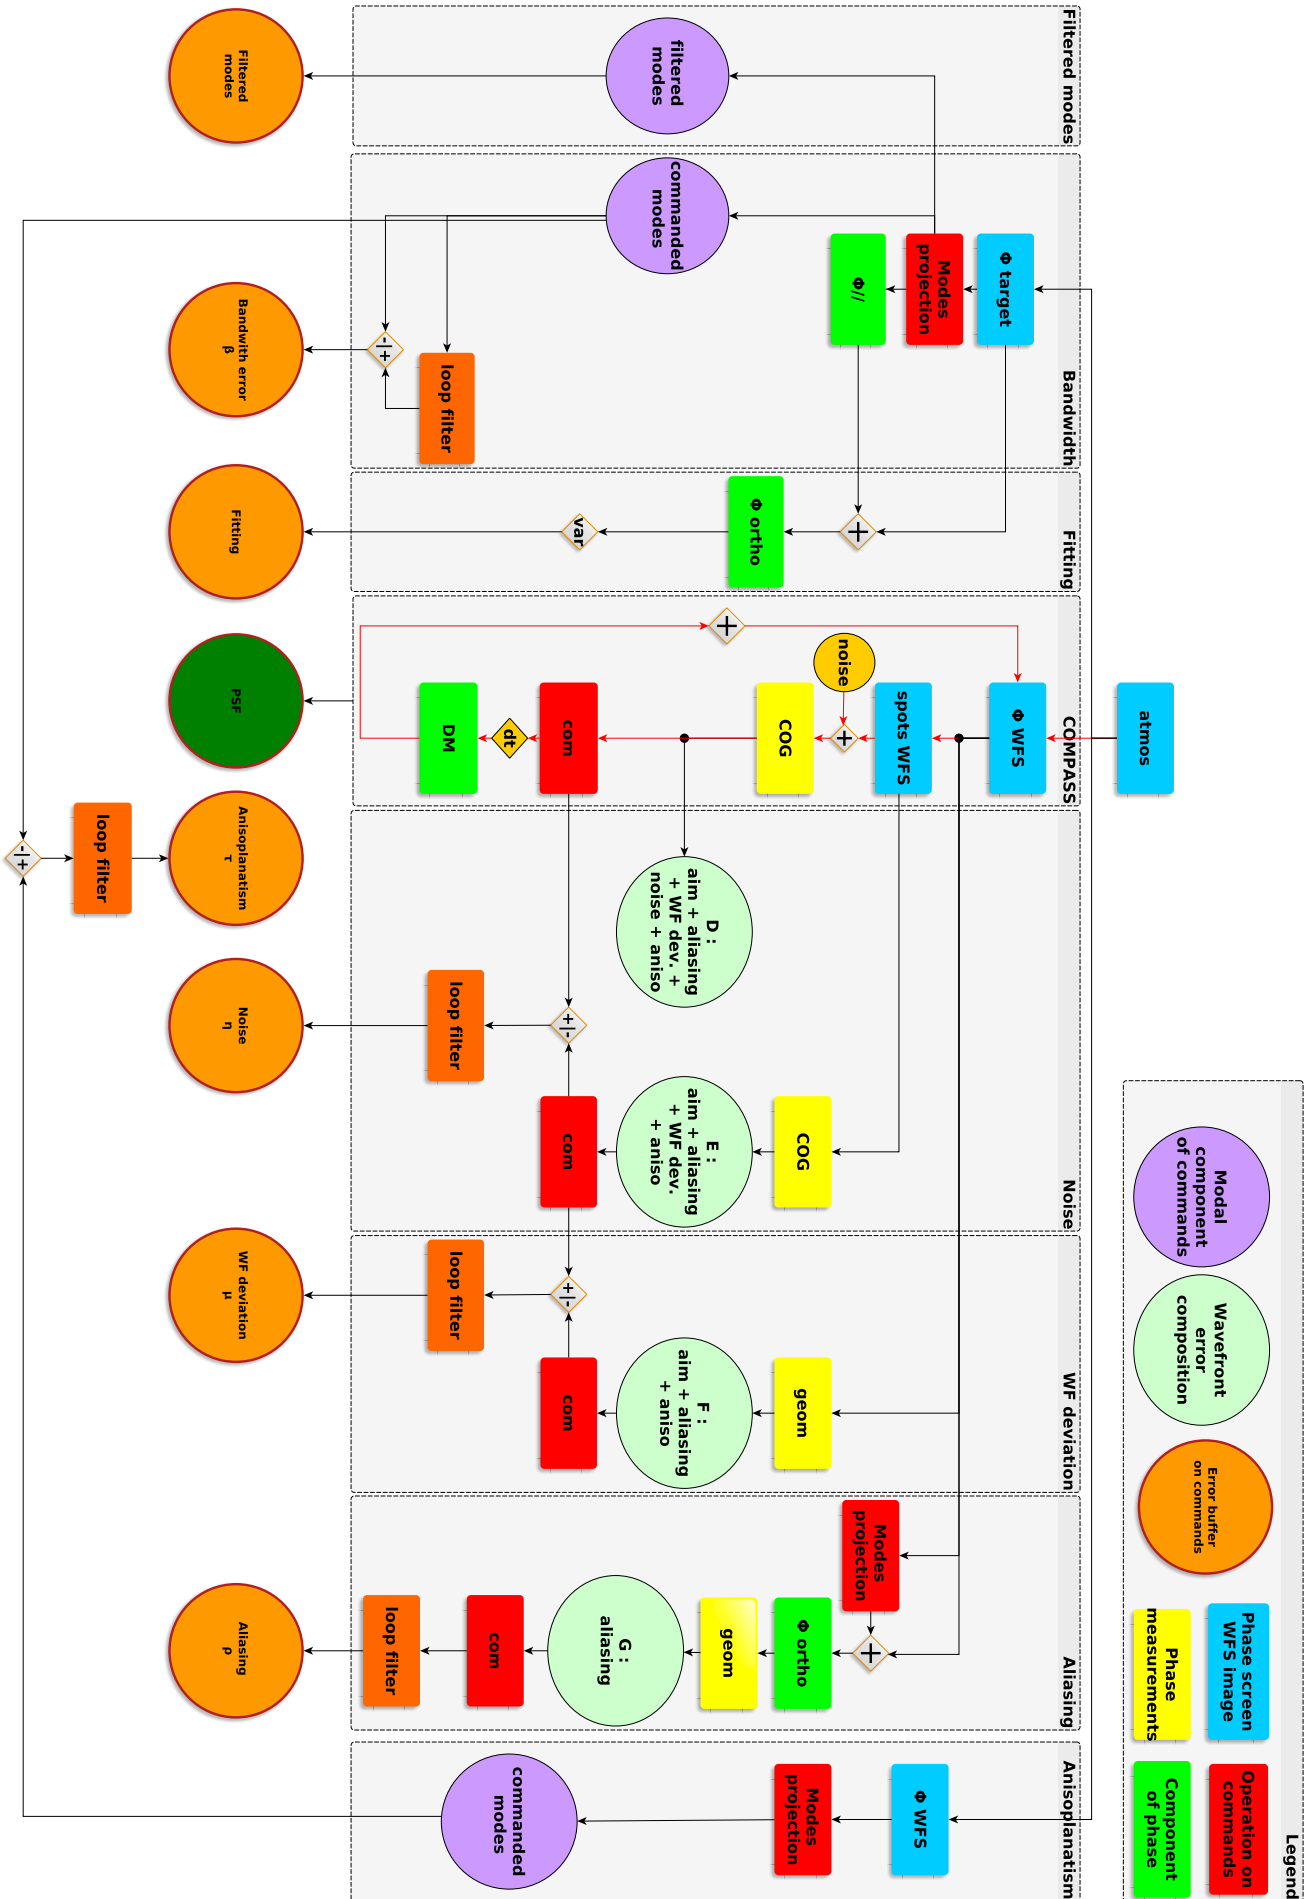 Filtered modes
filtered
modes
Filtered
modes
Bandwidth
Φ target
Modes
projection
Φ//
commanded
modes
loop filter
-|+
Bandwith error
β
Fitting
+
Φ ortho
var
Fitting
atmos
COMPASS
Φ WFS
spots WFS
noise
+
+
COG
com
dt
DM
PSF
Noise
D :
aim + aliasing
+ WF dev. +
noise + aniso
COG
E :
aim + aliasing
+ WF dev.
+ aniso
com
+|-
loop filter
Noise
η
WF deviation
geom
F :
aim + aliasing
+ aniso
com
+|-
loop filter
WF deviation
μ
Aliasing
Modes
projection
+
Φ ortho
geom
G :
aliasing
com
loop filter
Aliasing
ρ
Anisoplanatism
Φ WFS
Modes
projection
commanded
modes
-|+
loop filter
Anisoplanatism
τ
Legend
Modal
component
of commands
Wavefront
error
composition
Error buffer
on commands
Phase screen
WFS image
Phase
measurements
Operation on
commands
Component
of phase